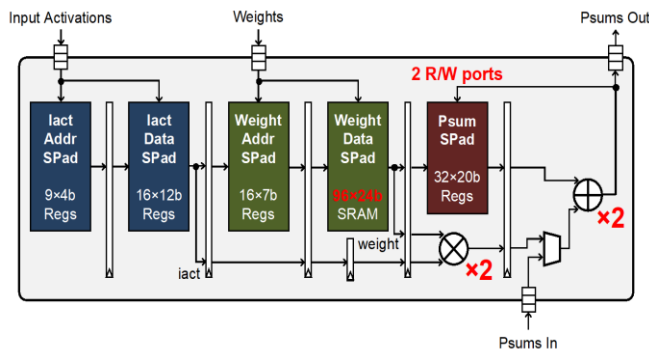 Input Activations
Weights
Psums Out
2 R/W ports
Iact
Addr
SPad
9×4b
Regs
Iact
Data
SPad
16×12b
Regs
Weight
Addr
SPad
16×7b
Regs
Weight
Data
SPad
96×24b
SRAM
Psum
SPad
32×20b
Regs
×2
weight
×2
iact
Psums In